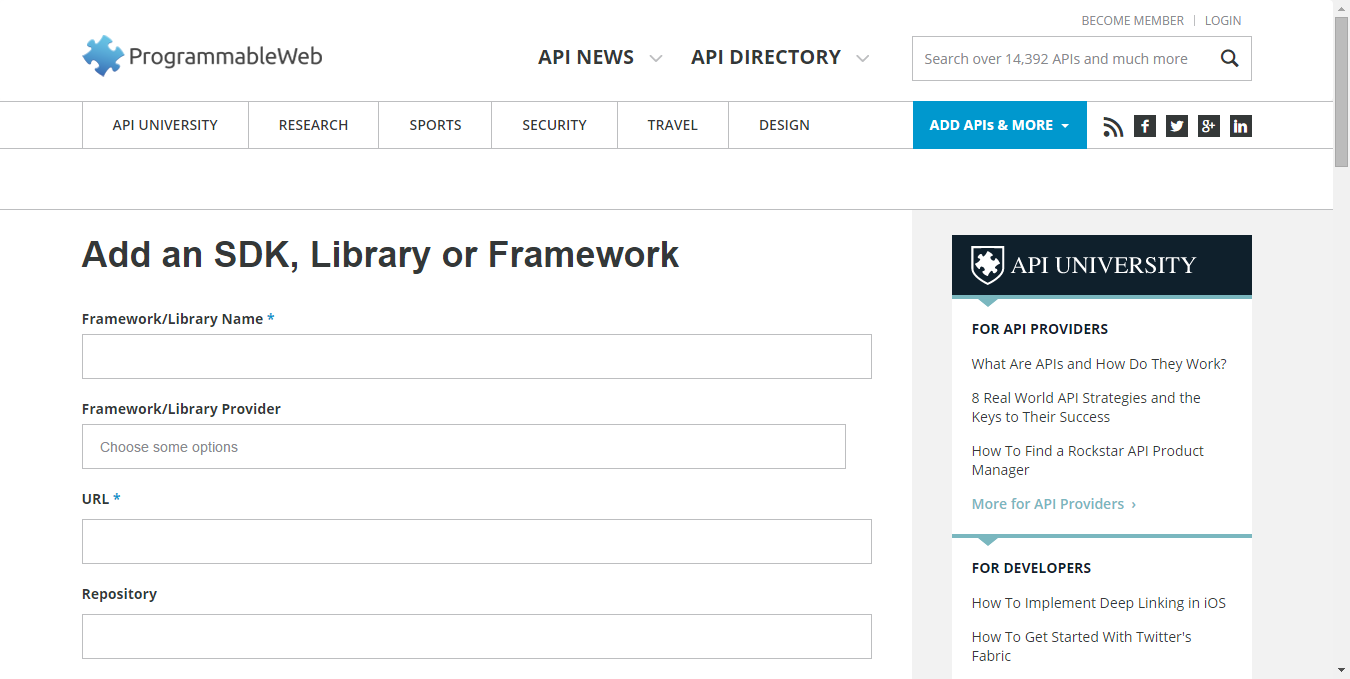 BECOME MEMBER | LOGIN
ProgrammableWeb
API NEWS
API DIRECTORY
Search over 14,392 APIs and much more
API UNIVERSITY
RESEARCH
SPORTS
SECURITY
TRAVEL
DESIGN
ADD APIs & MORE
Add an SDK, Library or Framework
Framework/Library Name *
Framework/Library Provider
Choose some options
URL *
Repository
API UNIVERSITY
FOR API PROVIDERS
What Are APIs and How Do They Work?
8 Real World API Strategies and the
Keys to Their Success
How To Find a Rockstar API Product
Manager
More for API Providers ›
FOR DEVELOPERS
How To Implement Deep Linking in iOS
How To Get Started With Twitter's
Fabric